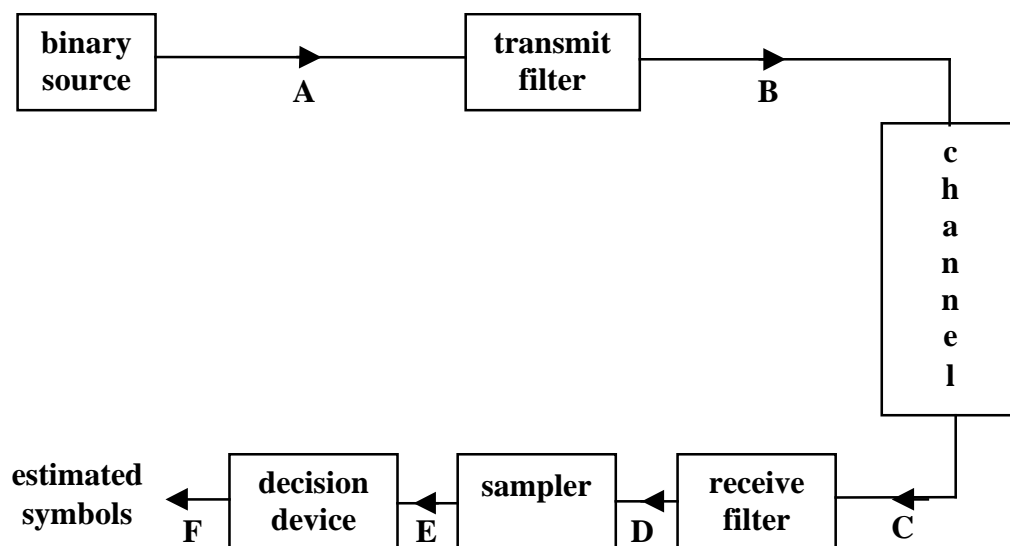 binary
source
A
transmit
filter
B
c
h
a
n
n
e
l
estimated
symbols
F
decision
device
E
sampler
D
receive
filter
C